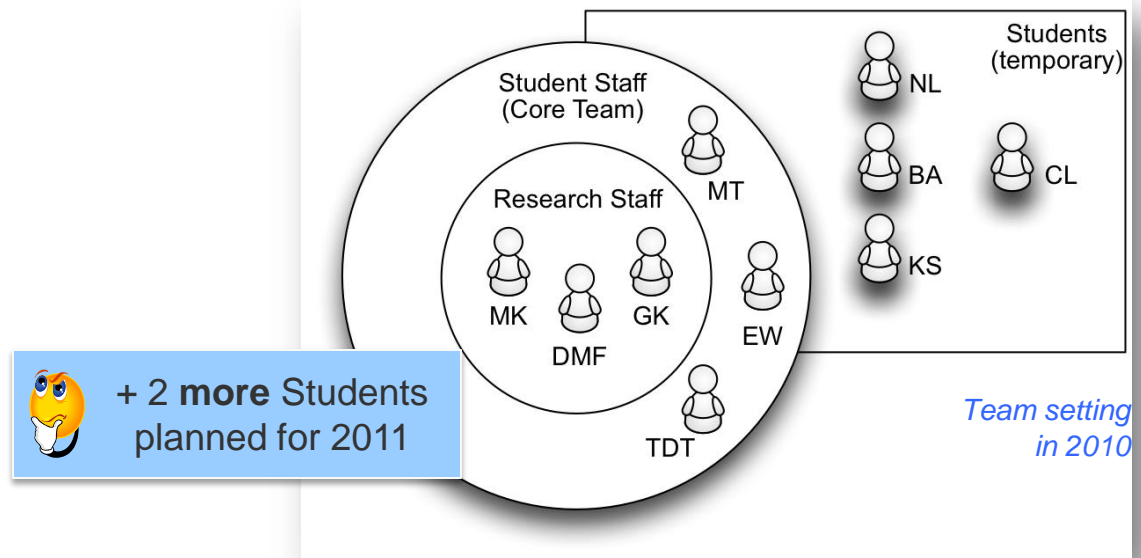 Students
(temporary)
Student Staff
(Core Team)
NL
BA
CL
KS
MT
Research Staff
MK
DMF
GK
EW
TDT
+ 2 more Students
planned for 2011
Team setting
in 2010